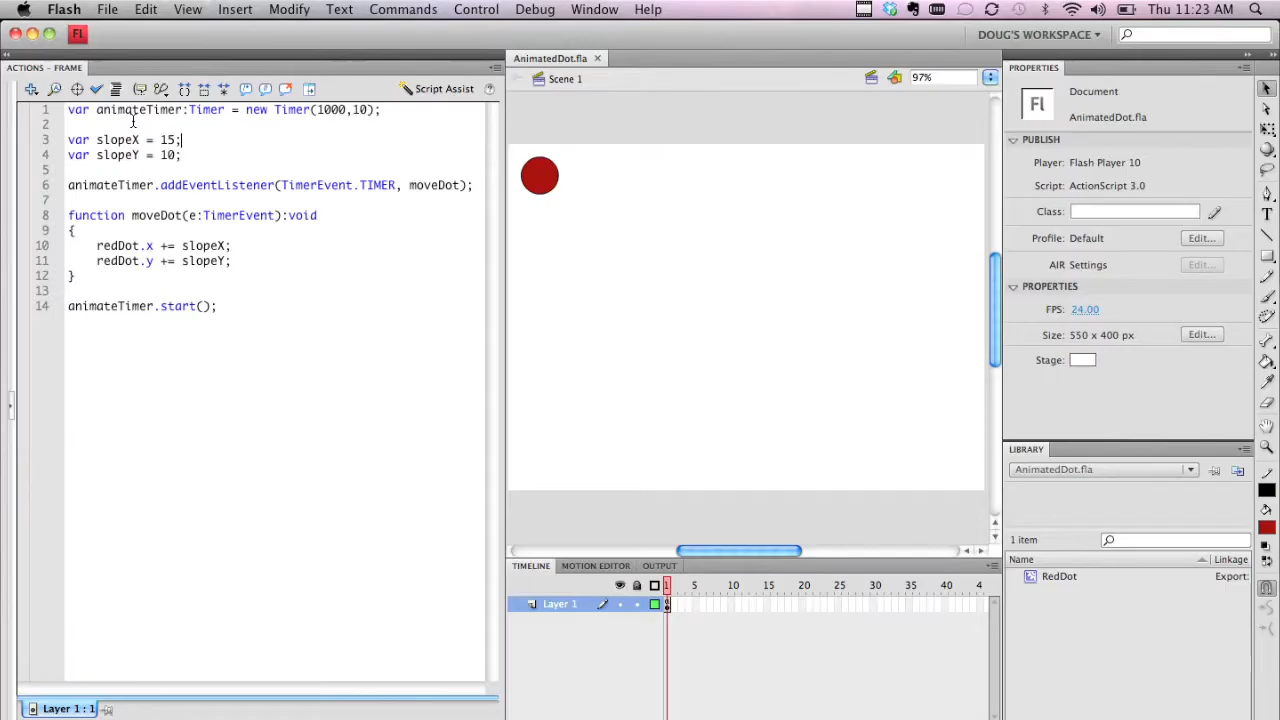 Flash File Edit View Insert Modify Text Commands Control Debug Window Help Thu 11:23 AM
Fl DOUG'S WORKSPACE
ACTIONS - FRAME
Script Assist
1 var animateTimer:Timer = new Timer(1000,10);
2
3 var slopeX = 15;
4 var slopeY = 10;
5
6 animateTimer.addEventListener(TimerEvent.TIMER, moveDot);
7
8 function moveDot(e:TimerEvent):void
9 {
10 redDot.x += slopeX;
11 redDot.y += slopeY;
12 }
13
14 animateTimer.start();
Layer 1 : 1
AnimatedDot.fla
Scene 1 97%
TIMELINE MOTION EDITOR OUTPUT
1 5 10 15 20 25 30 35 40 4
Layer 1
PROPERTIES
Fl Document
AnimatedDot.fla
PUBLISH
Player: Flash Player 10
Script: ActionScript 3.0
Class:
Profile: Default Edit...
AIR Settings Edit...
PROPERTIES
FPS: 24.00
Size: 550 x 400 px Edit...
Stage:
LIBRARY
AnimatedDot.fla
1 item
Name Linkage
RedDot Export: